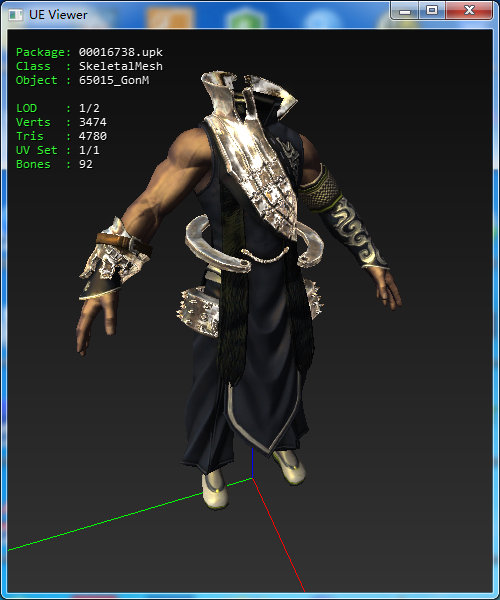 UE Viewer
Package: 00016738.upk
Class : SkeletalMesh
Object : 65015_GonM
LOD : 1/2
Verts : 3474
Tris : 4780
UV Set : 1/1
Bones : 92